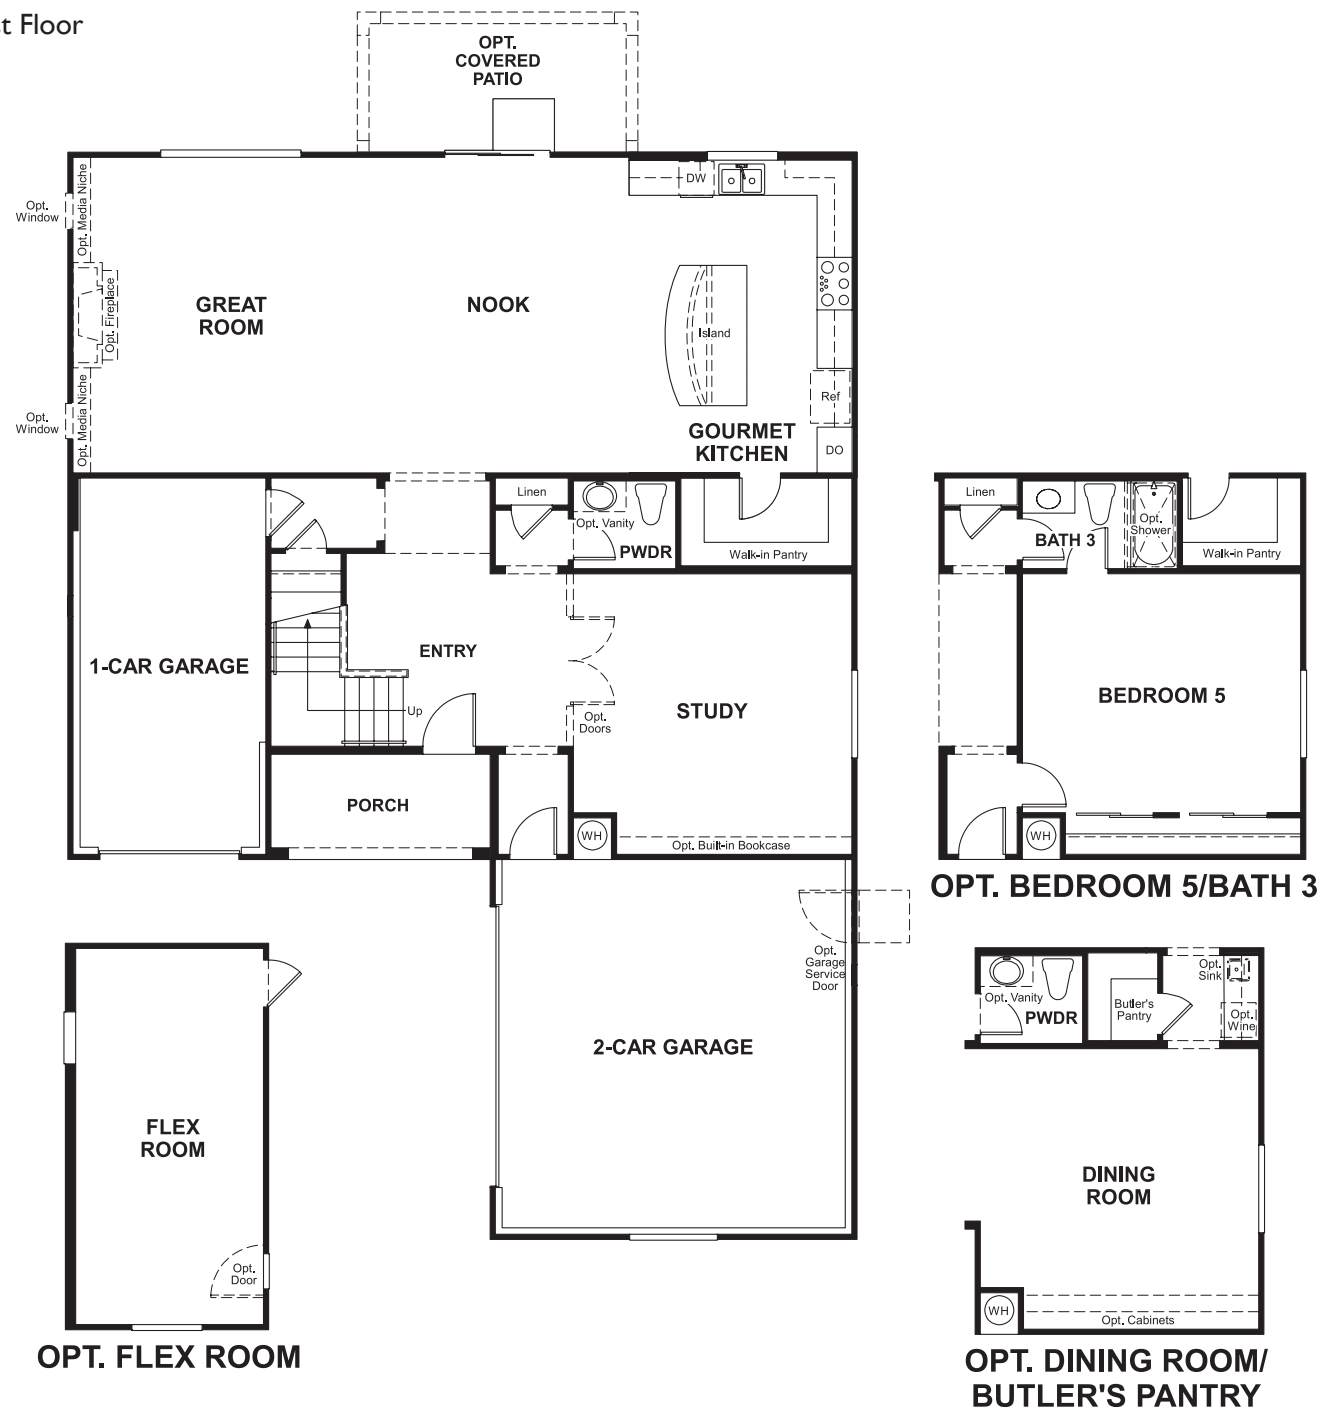 st Floor
OPT.
COVERED
PATIO
Opt.
Window
Opt. Media Niche
DW
GREAT
ROOM
NOOK
Opt. Fireplace
Island
Ref
Opt.
Window
Opt. Media Niche
GOURMET
KITCHEN
DO
Linen
Opt. Vanity
PWDR
Walk-in Pantry
1-CAR GARAGE
ENTRY
Up
Opt.
Doors
STUDY
PORCH
WH
Opt. Built-in Bookcase
Linen
BATH 3
Opt.
Shower
Walk-in Pantry
BEDROOM 5
WH
OPT. BEDROOM 5/BATH 3
Opt.
Garage
Service
Door
2-CAR GARAGE
FLEX
ROOM
Opt.
Door
OPT. FLEX ROOM
Opt. Vanity
PWDR
Butler's
Pantry
Opt.
Sink
Opt.
Wine
DINING
ROOM
WH
Opt. Cabinets
OPT. DINING ROOM/
BUTLER'S PANTRY